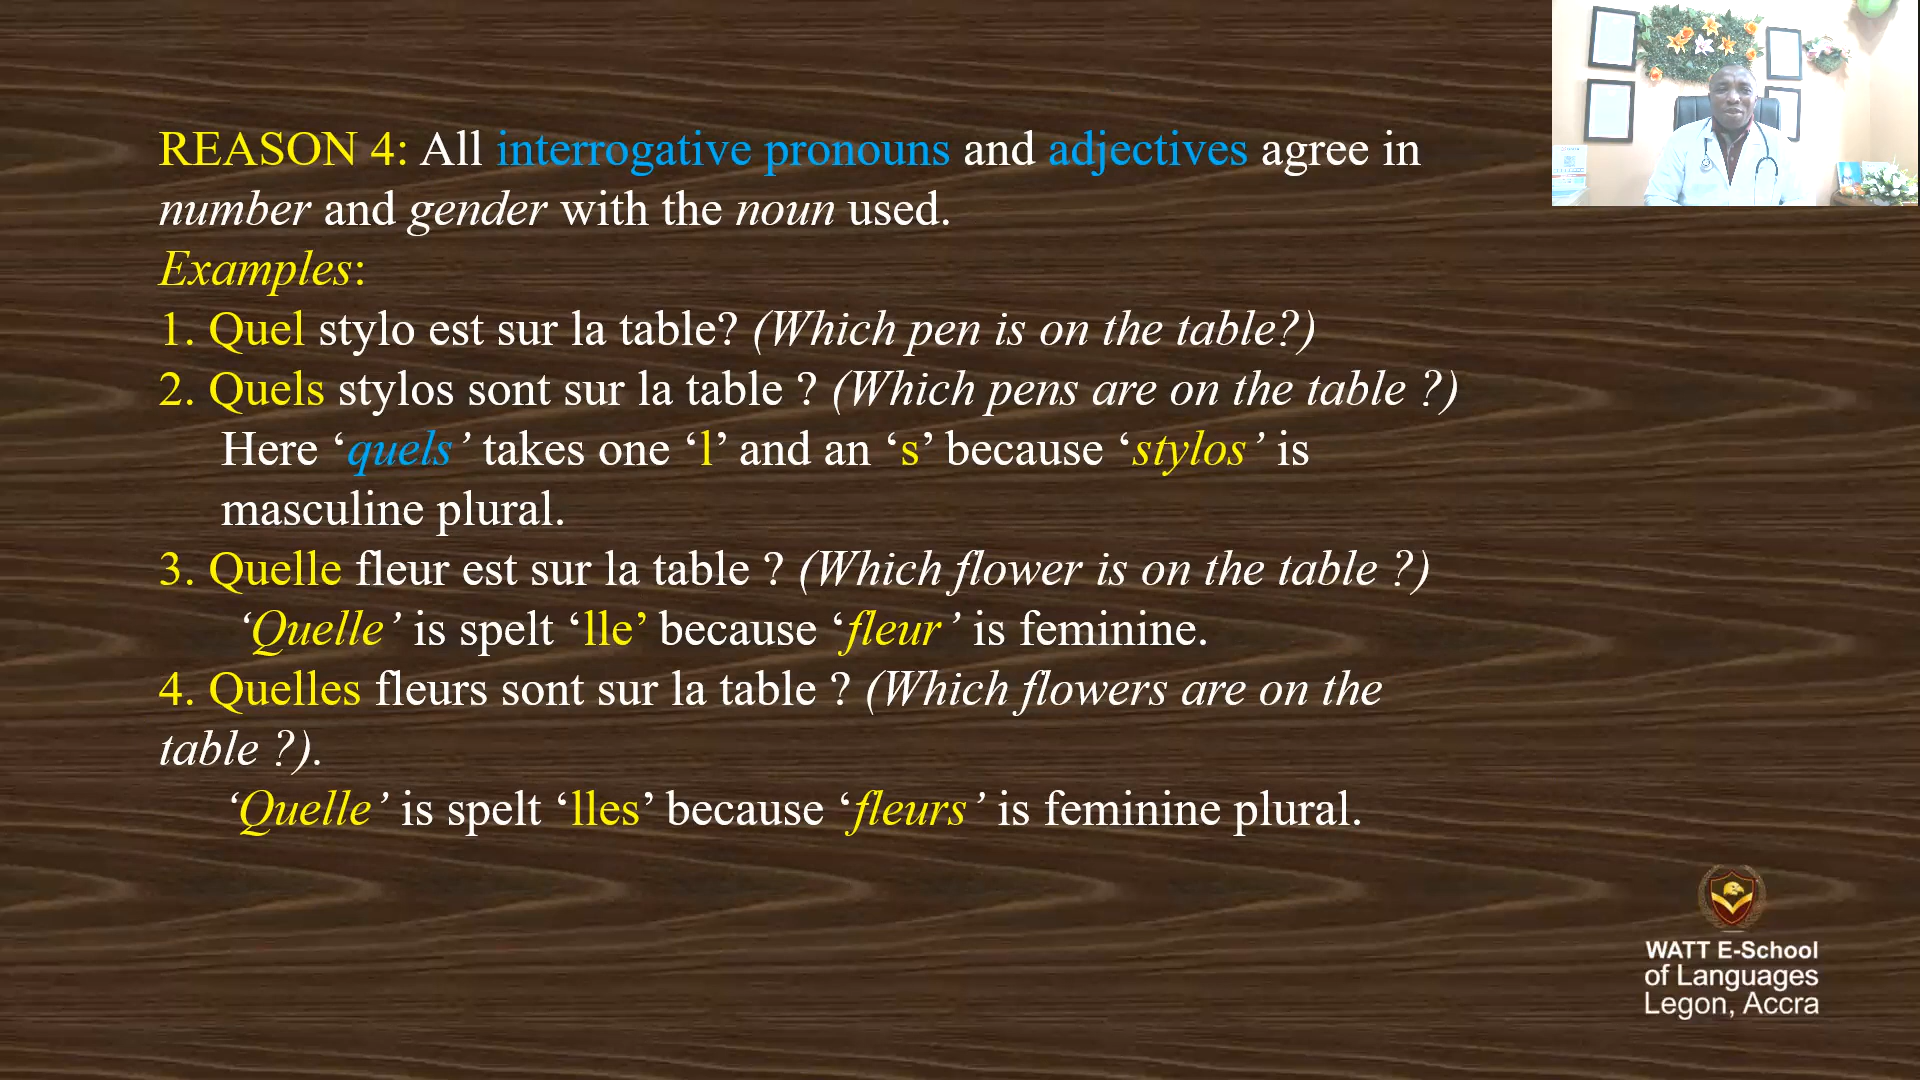 REASON 4: All interrogative pronouns and adjectives agree in
number and gender with the noun used.
Examples:
1. Quel stylo est sur la table? (Which pen is on the table?)
2. Quels stylos sont sur la table ? (Which pens are on the table ?)
Here ‘quels’ takes one ‘l’ and an ‘s’ because ‘stylos’ is
masculine plural.
3. Quelle fleur est sur la table ? (Which flower is on the table ?)
‘Quelle’ is spelt ‘lle’ because ‘fleur’ is feminine.
4. Quelles fleurs sont sur la table ? (Which flowers are on the
table ?).
‘Quelle’ is spelt ‘lles’ because ‘fleurs’ is feminine plural.
WATT E-School
of Languages
Legon, Accra